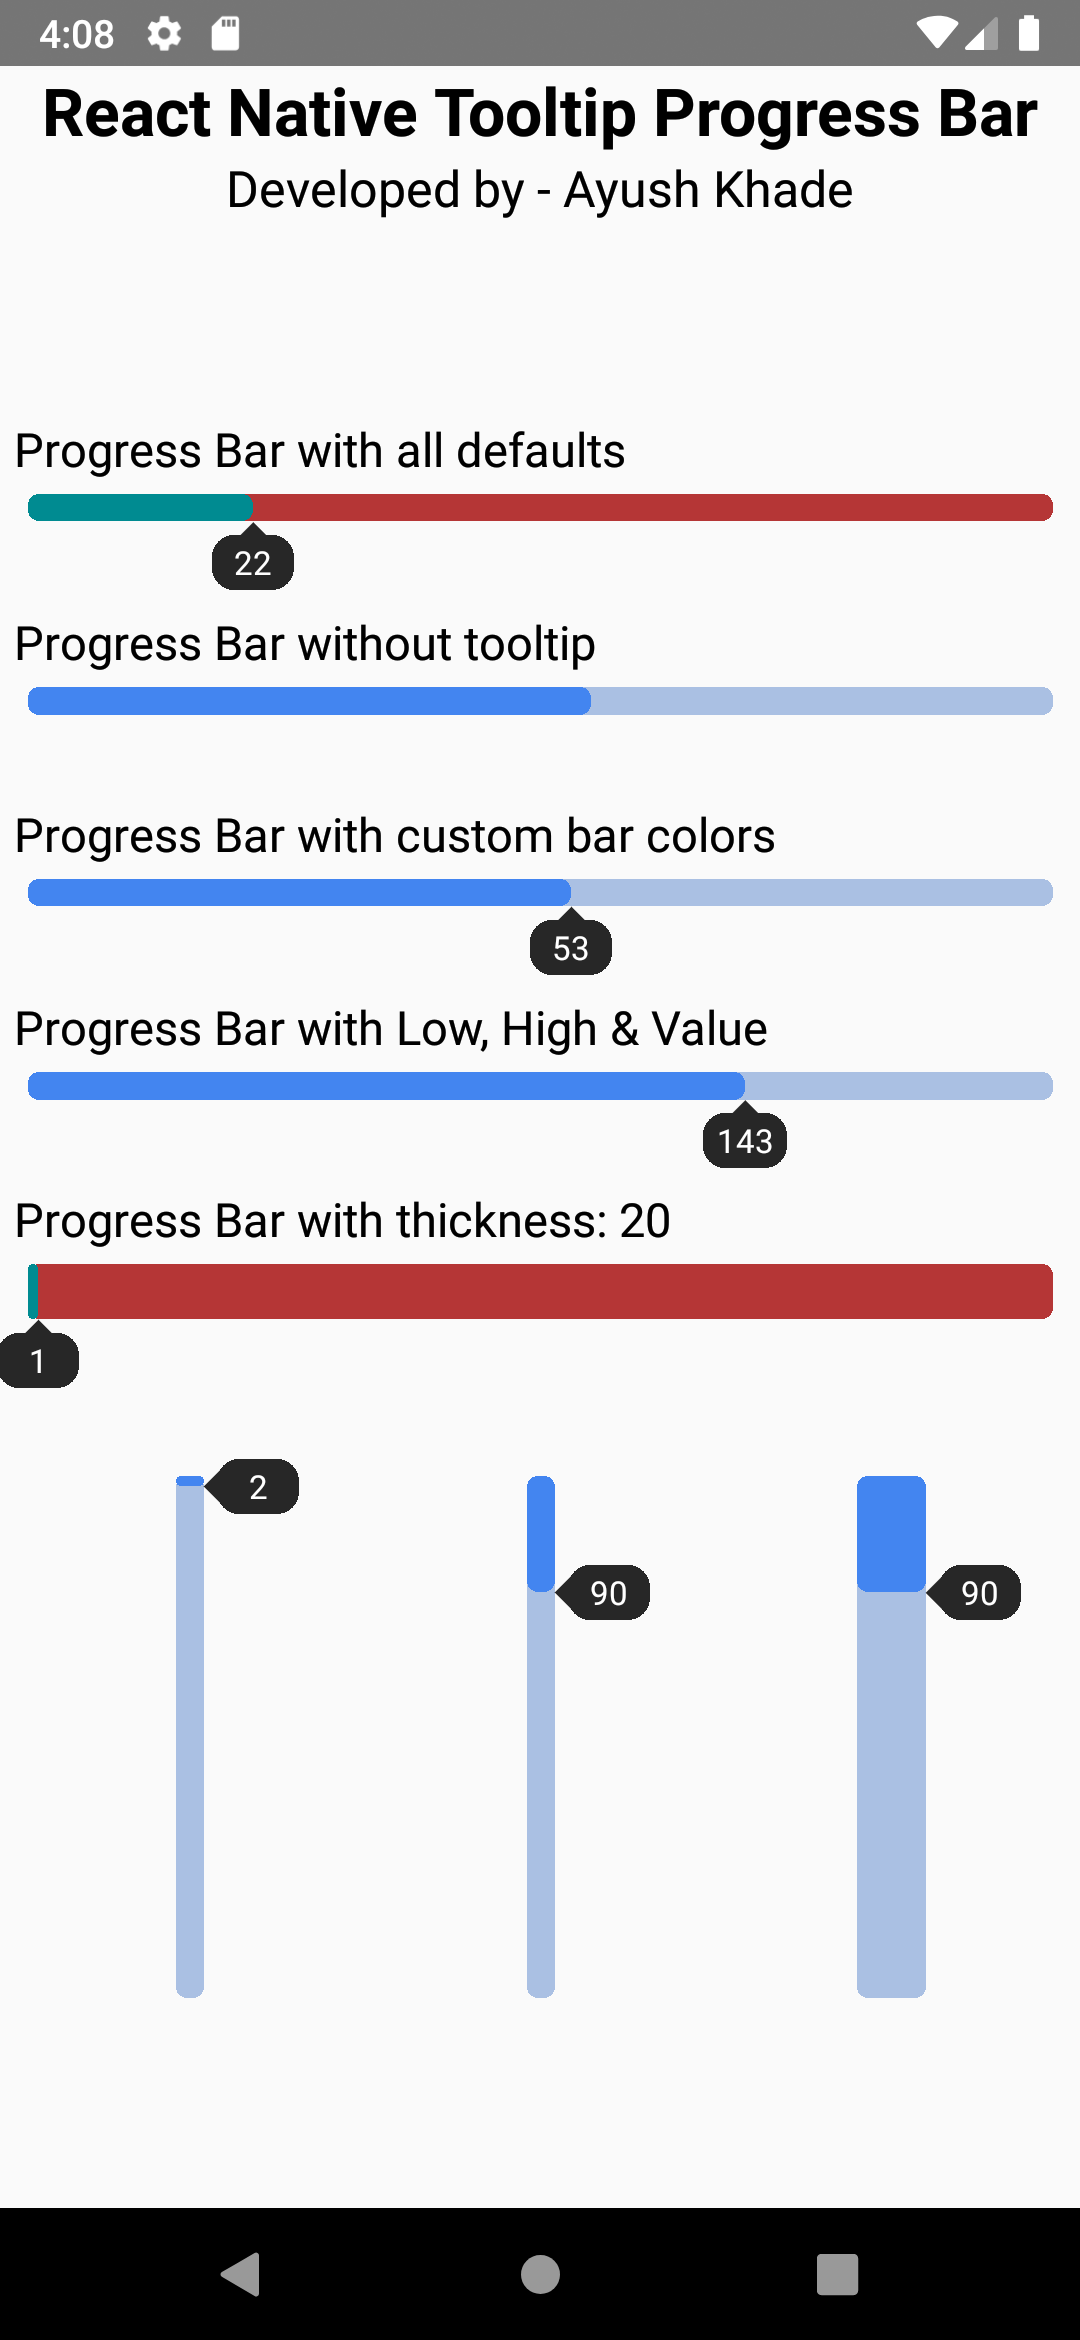 4:08
React Native Tooltip Progress Bar
Developed by - Ayush Khade
Progress Bar with all defaults
22
Progress Bar without tooltip
Progress Bar with custom bar colors
53
Progress Bar with Low, High & Value
143
Progress Bar with thickness: 20
1
2
90
90